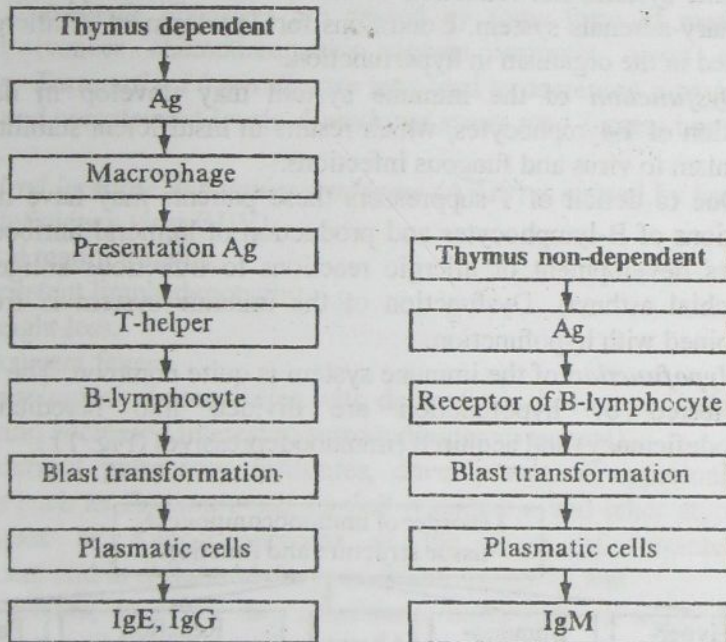 Thymus dependent
Ag
Macrophage
Presentation Ag
T-helper
B-lymphocyte
Blast transformation
Plasmatic cells
IgE, IgG
Thymus non-dependent
Ag
Receptor of B-lymphocyte
Blast transformation
Plasmatic cells
IgM